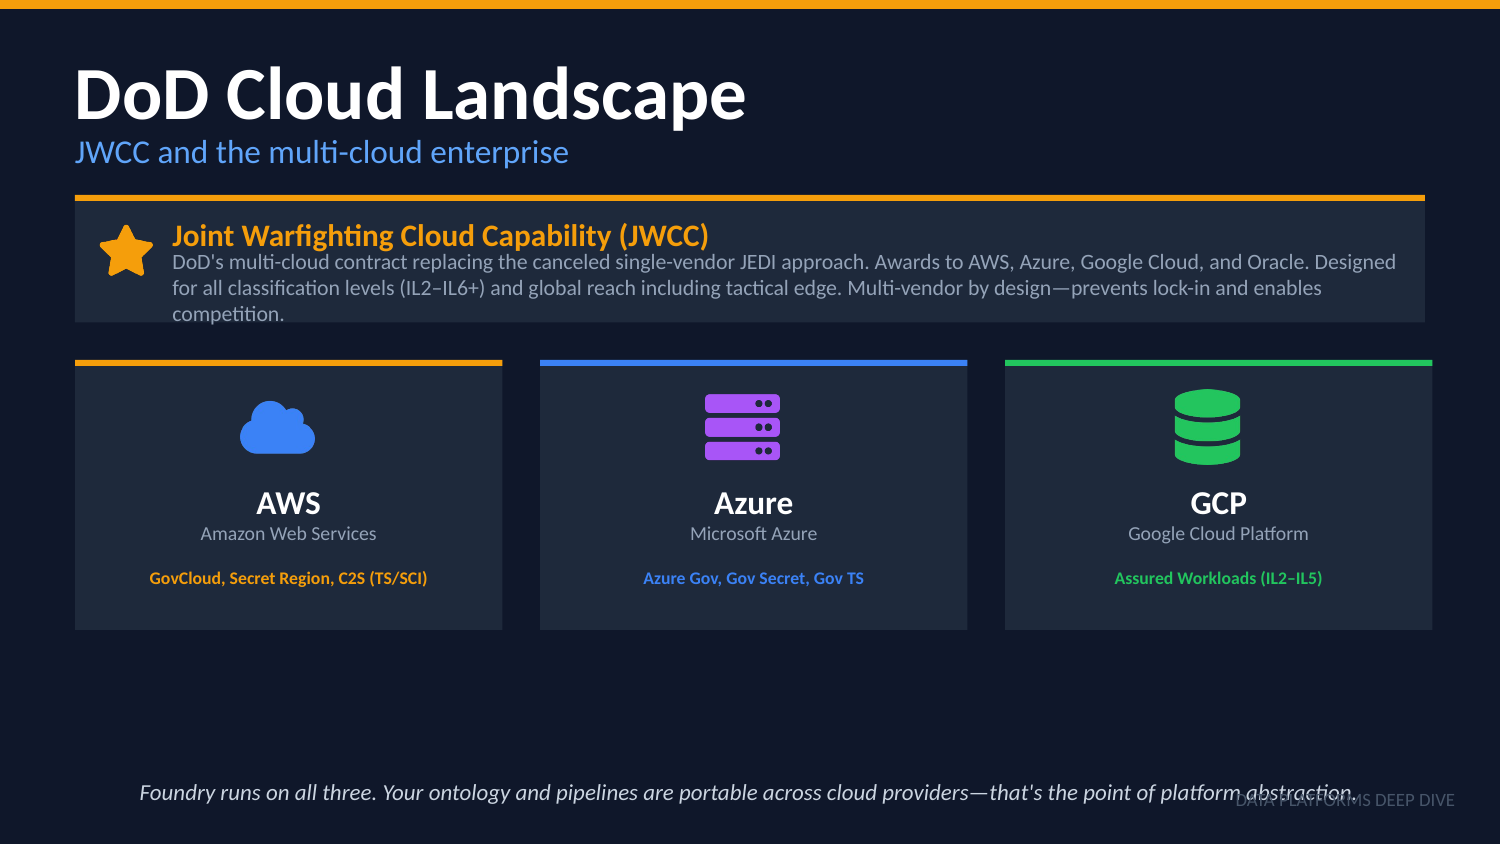 DoD Cloud Landscape
JWCC and the multi-cloud enterprise
Joint Warfighting Cloud Capability (JWCC)
DoD's multi-cloud contract replacing the canceled single-vendor JEDI approach. Awards to AWS, Azure, Google Cloud, and Oracle. Designed
for all classification levels (IL2–IL6+) and global reach including tactical edge. Multi-vendor by design—prevents lock-in and enables
competition.
AWS
Amazon Web Services
GovCloud, Secret Region, C2S (TS/SCI)
Azure
Microsoft Azure
Azure Gov, Gov Secret, Gov TS
GCP
Google Cloud Platform
Assured Workloads (IL2–IL5)
Foundry runs on all three. Your ontology and pipelines are portable across cloud providers—that's the point of platform abstraction.
DATA PLATFORMS DEEP DIVE